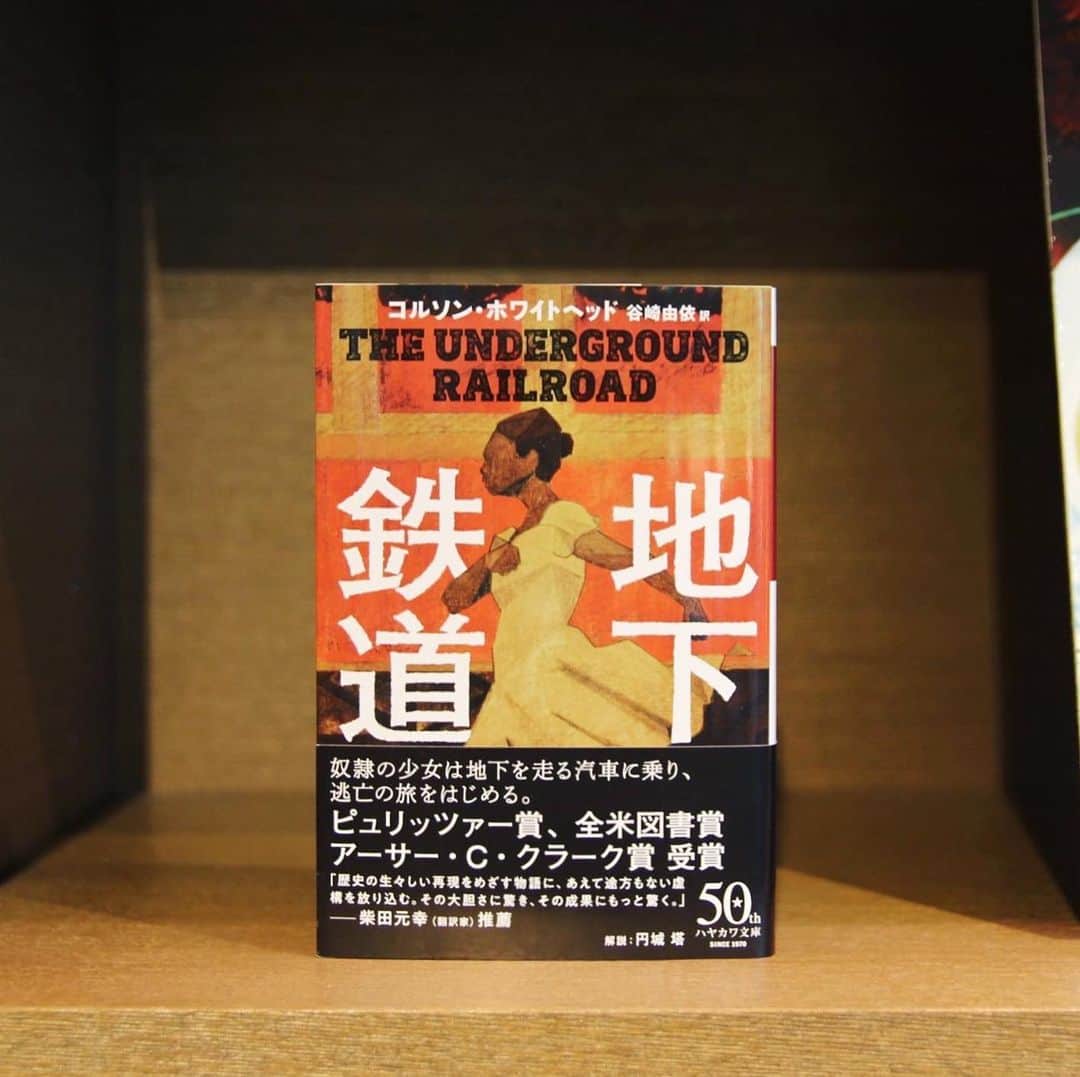 コルソン・ホワイトヘッド 谷崎由依 訳
THE UNDERGROUND
RAILROAD
地下
鉄道
奴隷の少女は地下を走る汽車に乗り、
逃亡の旅をはじめる。
ピュリッツァー賞、全米図書賞
アーサー・C・クラーク賞 受賞
「歴史の生々しい再現をめざす物語に、あえて途方もない虚
構を放り込む。その大胆さに驚き、その成果にもっと驚く。」
──柴田元幸(翻訳家)推薦
解説:円城 塔
50th
ハヤカワ文庫
SINCE 1970